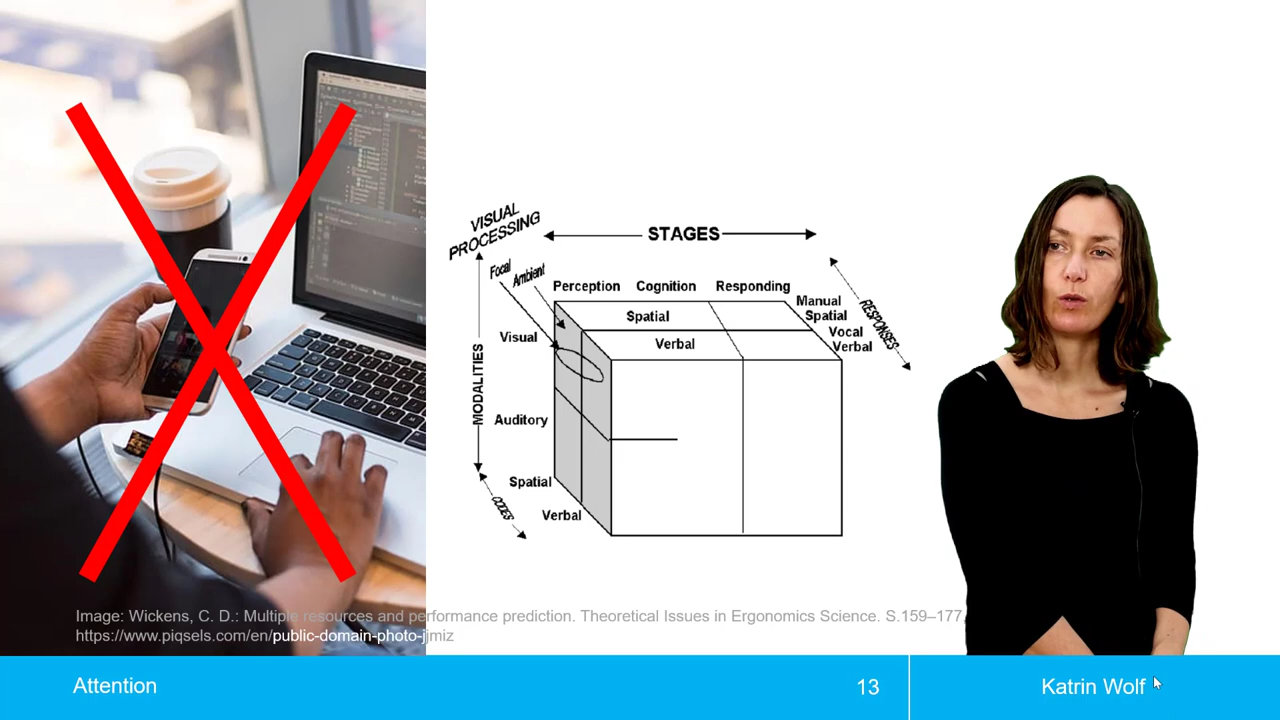 VISUAL
PROCESSING
STAGES
Focal
Ambient
Perception Cognition Responding
Manual
Spatial
Spatial
Vocal
Verbal
Verbal
RESPONSES
Visual
MODALITIES
Auditory
Spatial
CODES
Verbal
Image: Wickens, C. D.: Multiple resources and performance prediction. Theoretical Issues in Ergonomics Science. S.159–177,
https://www.piqsels.com/en/public-domain-photo-jjmiz
Attention
13
Katrin Wolf